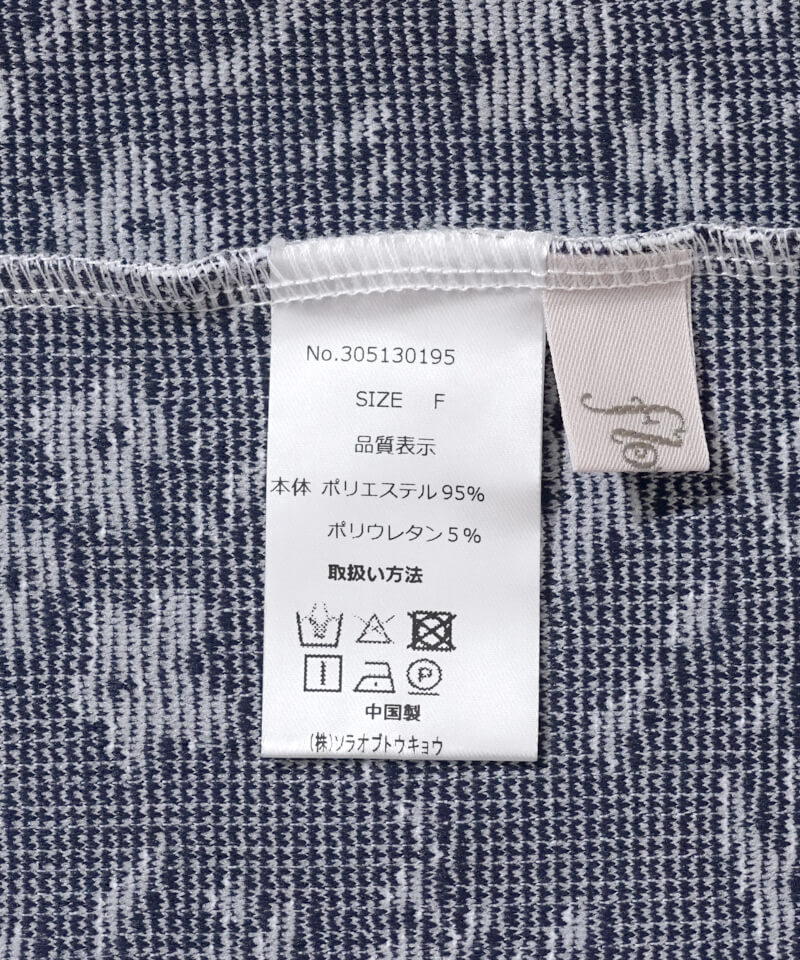 No.305130195
SIZE F
品質表示
本体 ポリエステル95%
ポリウレタン5%
取扱い方法
P
中国製
(株)ソラオブトウキョウ
flo